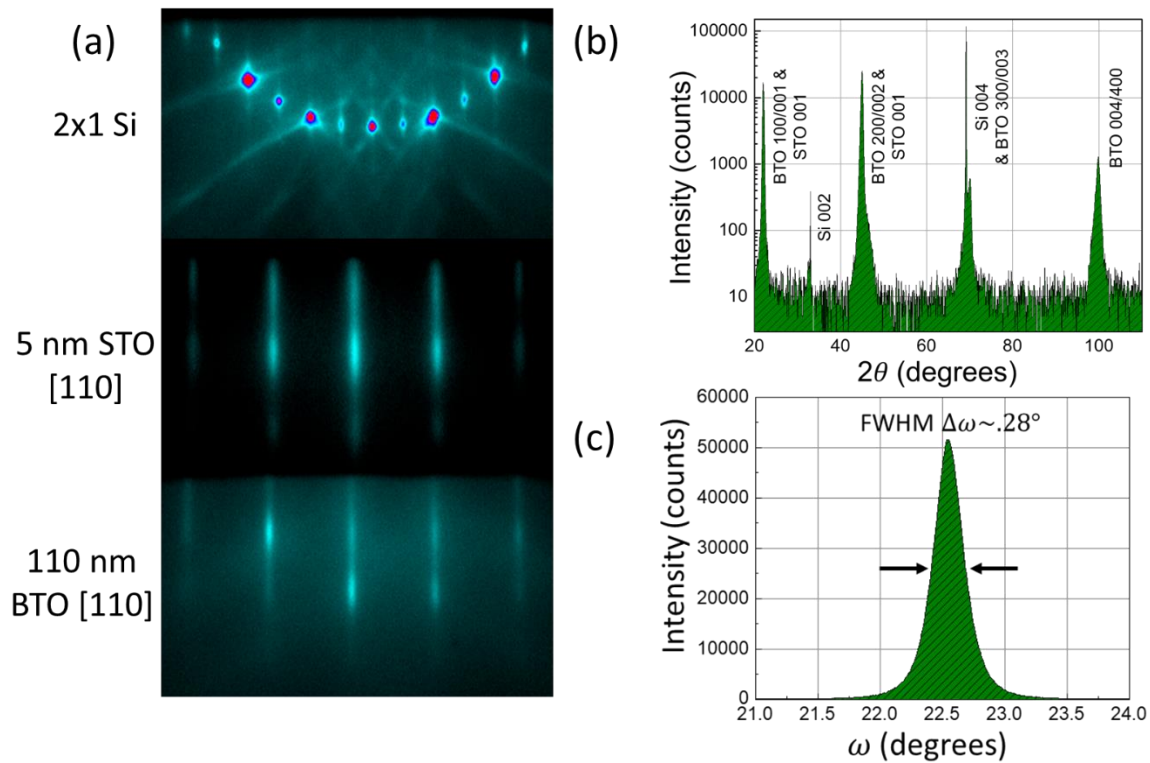 (a)
2x1 Si
5 nm STO
[110]
110 nm
BTO [110]
(b)
Intensity (counts)
100000
10000
1000
100
10
BTO 100/001 &
STO 001
Si 002
BTO 200/002 &
STO 001
Si 004
& BTO 300/003
BTO 004/400
20
40
60
80
100
2θ (degrees)
(c)
Intensity (counts)
60000
50000
40000
30000
20000
10000
0
FWHM Δω~.28°
21.0
21.5
22.0
22.5
23.0
23.5
24.0
ω (degrees)